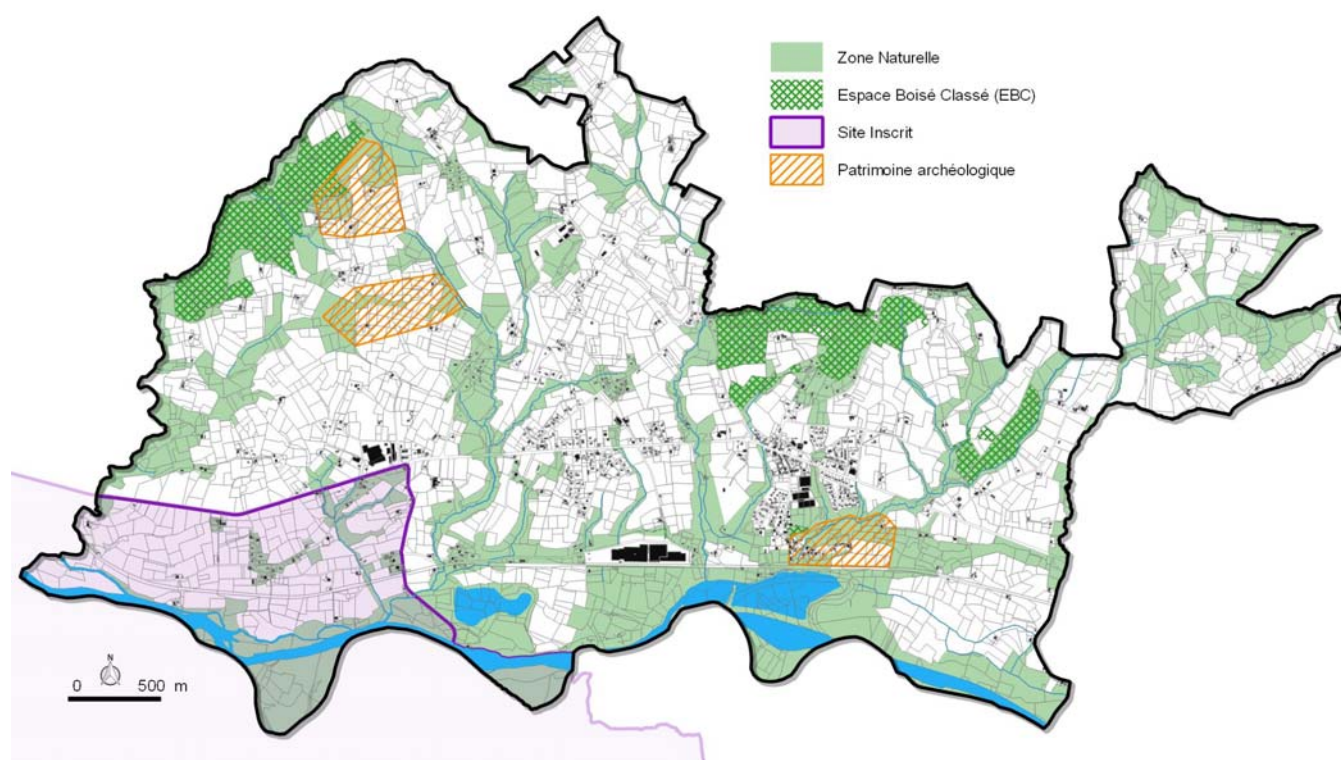 Zone Naturelle
Espace Boisé Classé (EBC)
Site Inscrit
Patrimoine archéologique
N
0 500 m